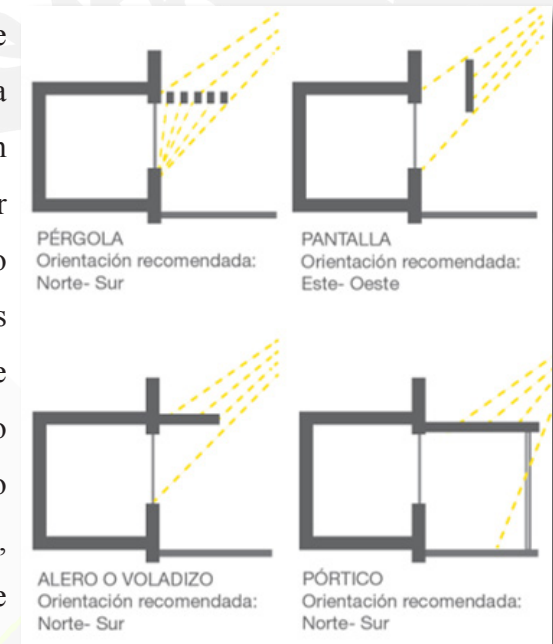 PÉRGOLA
Orientación recomendada:
Norte- Sur
PANTALLA
Orientación recomendada:
Este- Oeste
ALERO O VOLADIZO
Orientación recomendada:
Norte- Sur
PÓRTICO
Orientación recomendada:
Norte- Sur